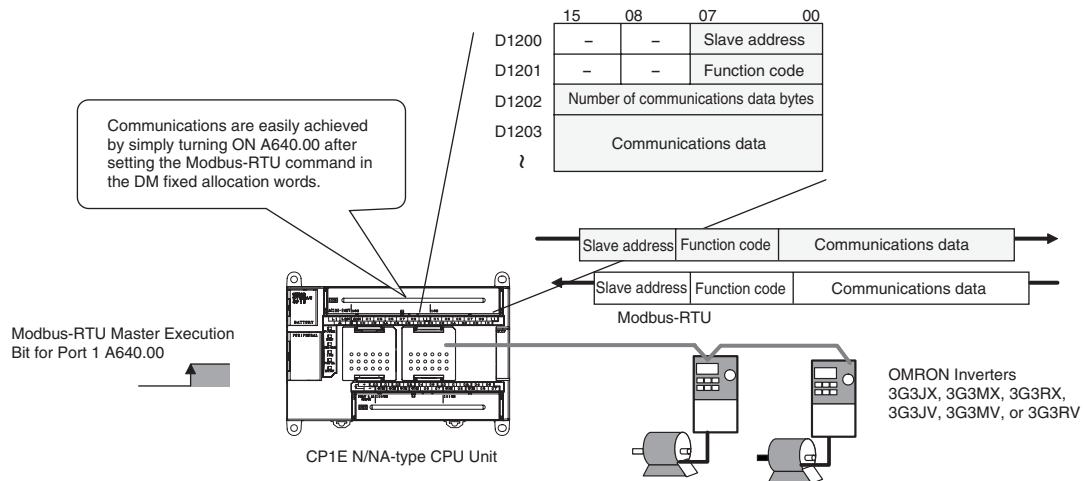 15 08 07 00
D1200 – – Slave address
D1201 – – Function code
D1202 Number of communications data bytes
D1203 Communications data
~
Communications are easily achieved
by simply turning ON A640.00 after
setting the Modbus-RTU command in
the DM fixed allocation words.
Slave address Function code Communications data
Slave address Function code Communications data
Modbus-RTU
Modbus-RTU Master Execution
Bit for Port 1 A640.00
BATTERY
PERIPHERAL
CP1E N/NA-type CPU Unit
OMRON Inverters
3G3JX, 3G3MX, 3G3RX,
3G3JV, 3G3MV, or 3G3RV